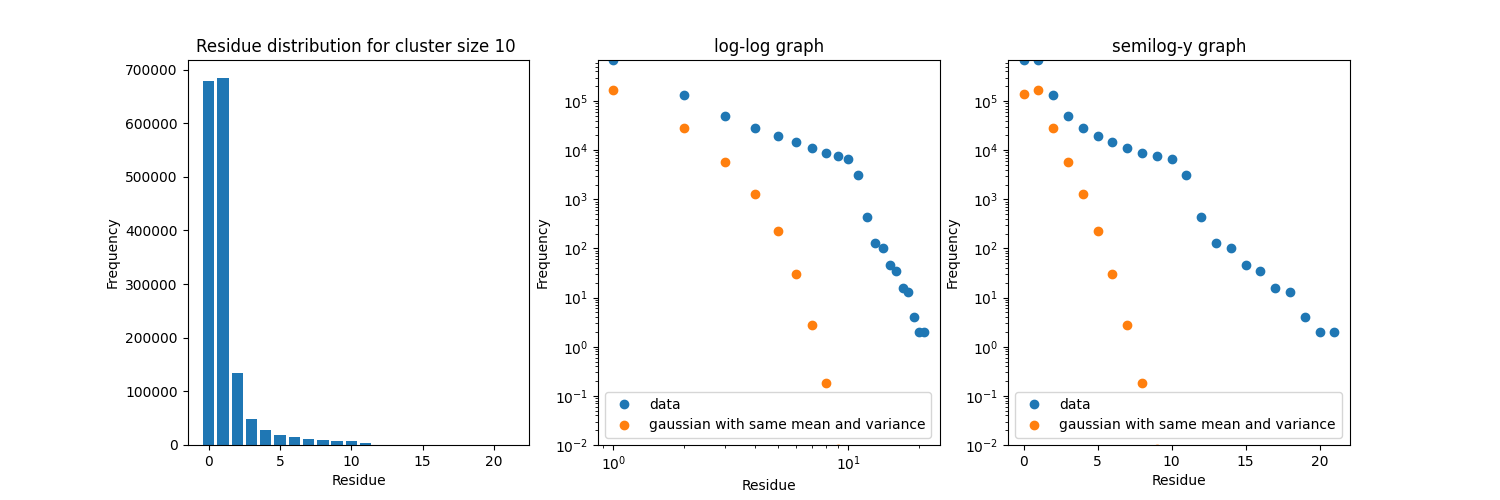 Residue distribution for cluster size 10
700000
600000
500000
400000
300000
200000
100000
0
Frequency
0 5 10 15 20
Residue
log-log graph
10^5
10^4
10^3
10^2
10^1
10^0
10^-1
10^-2
Frequency
data
gaussian with same mean and variance
10^0 10^1
Residue
semilog-y graph
10^5
10^4
10^3
10^2
10^1
10^0
10^-1
10^-2
Frequency
data
gaussian with same mean and variance
0 5 10 15 20
Residue